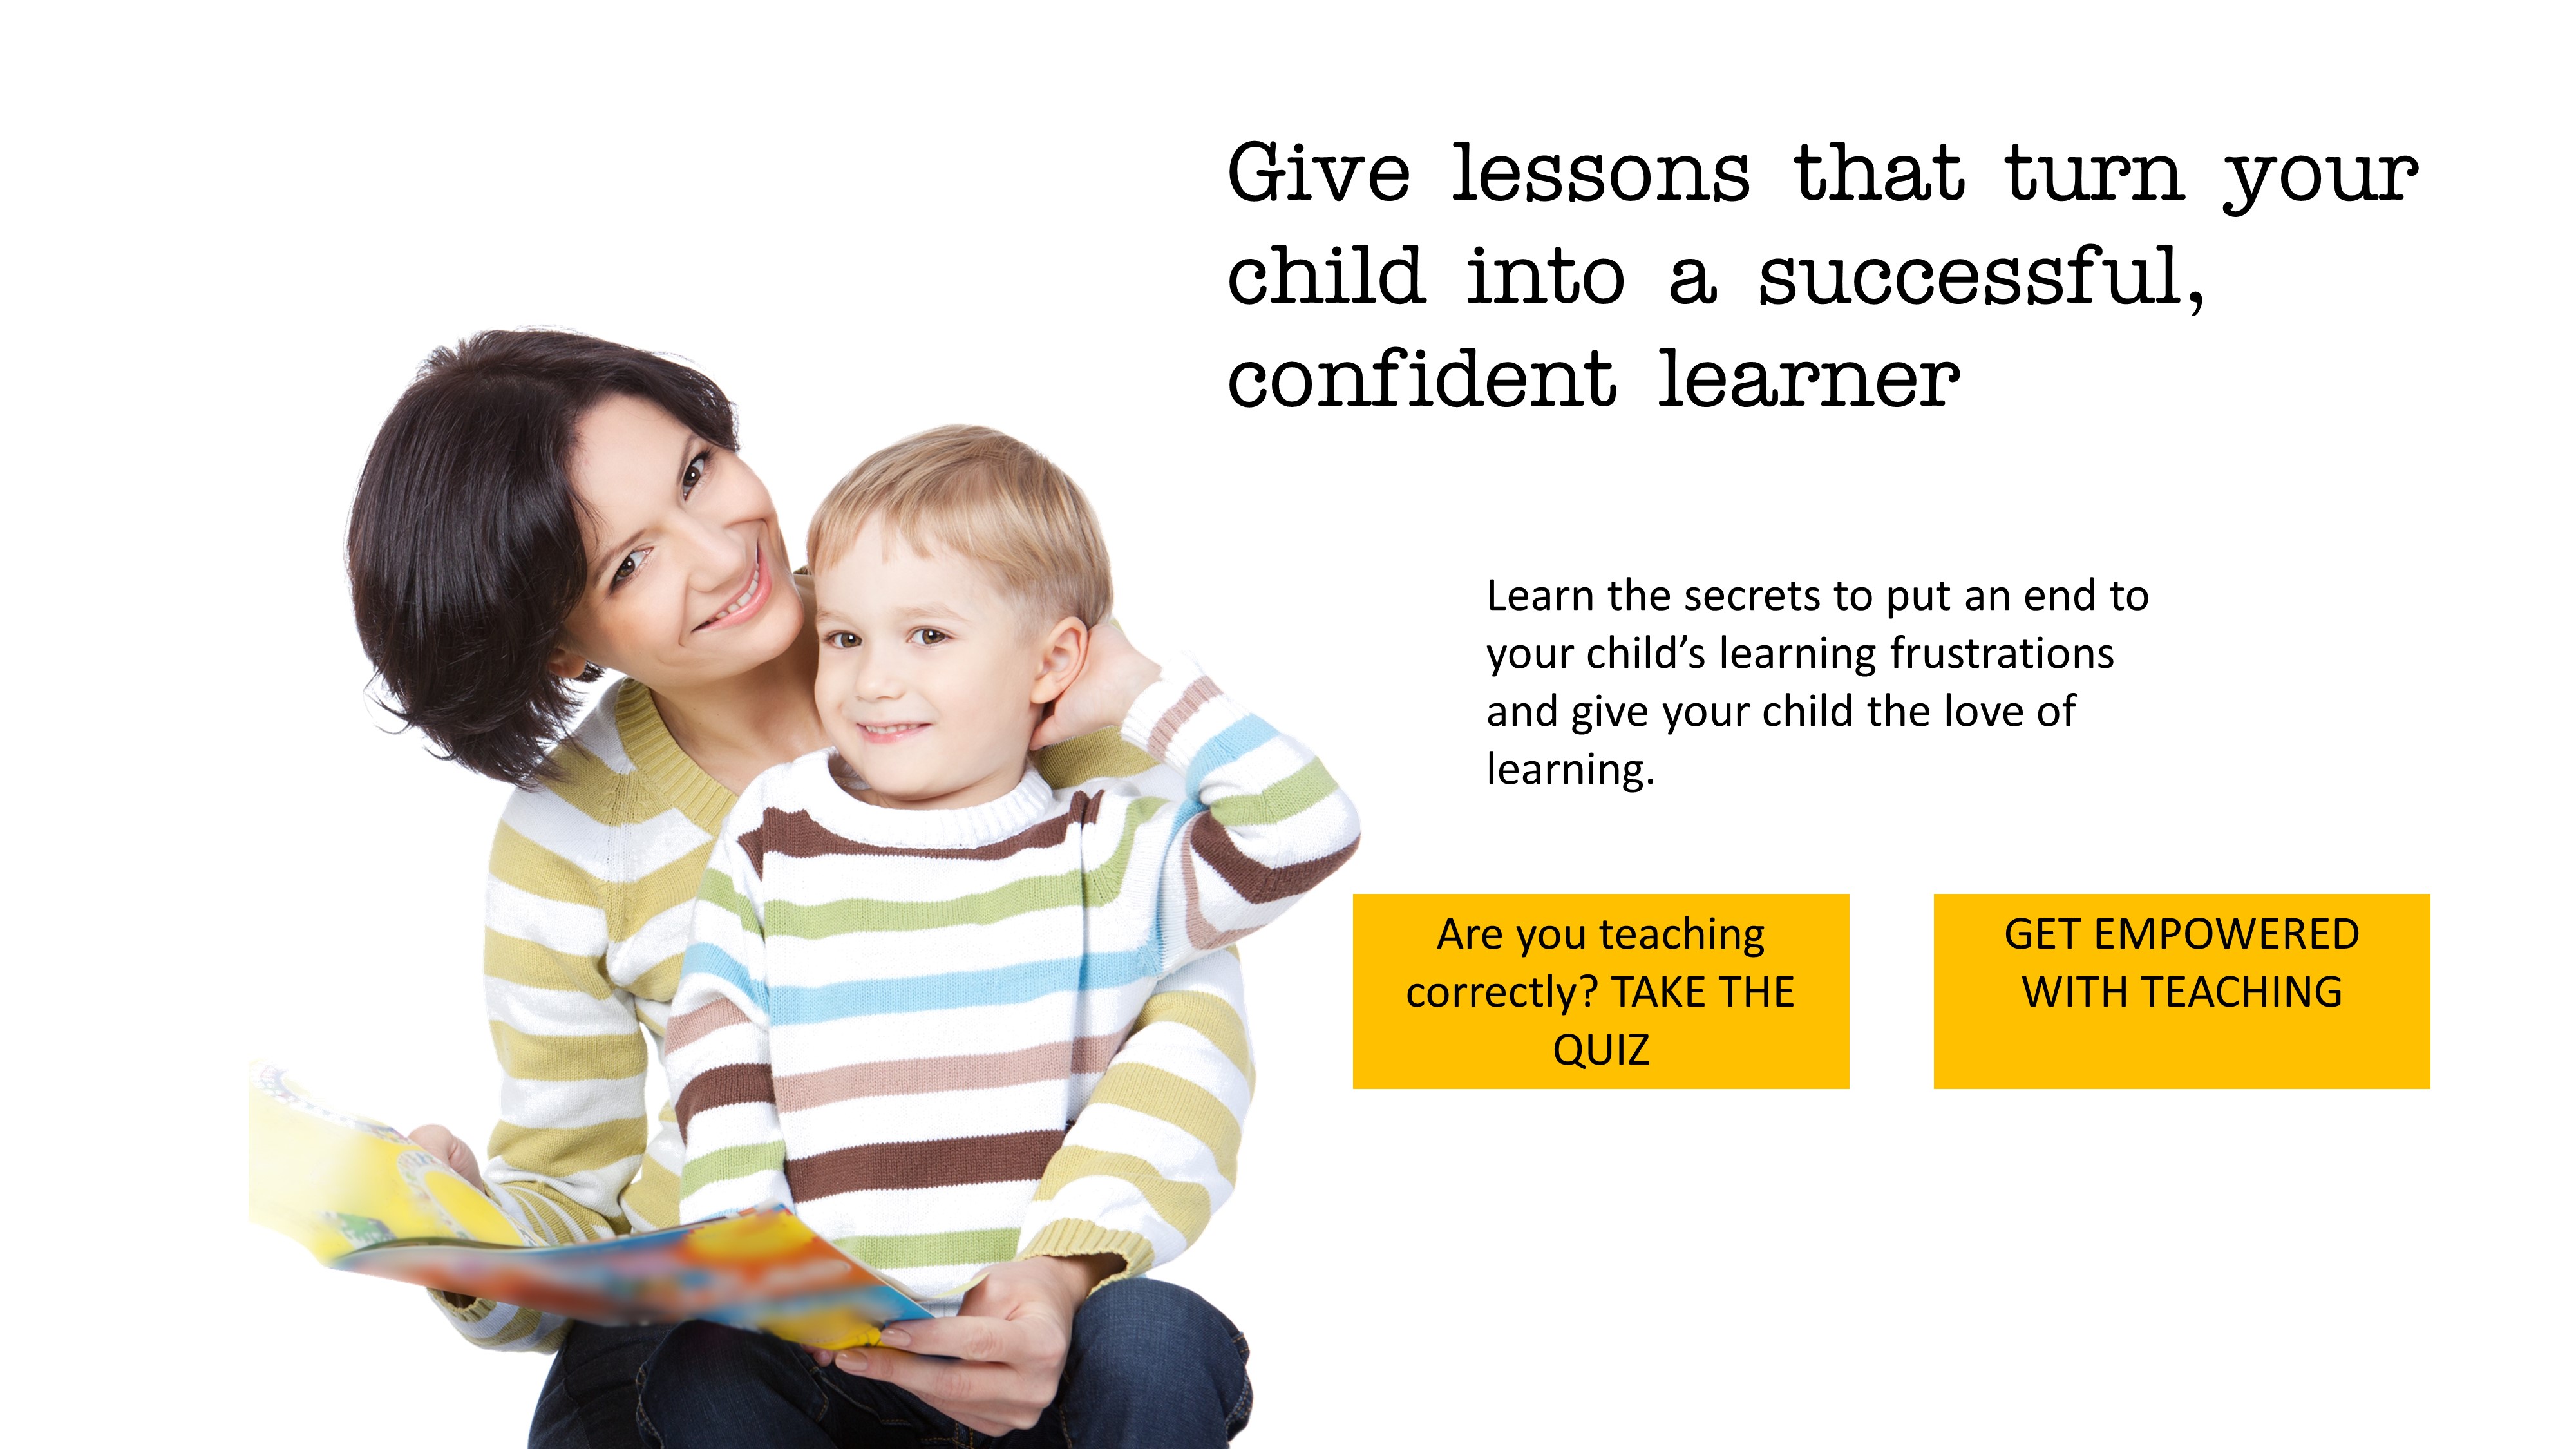 Give lessons that turn your
child into a successful,
confident learner
Learn the secrets to put an end to
your child’s learning frustrations
and give your child the love of
learning.
Are you teaching
correctly? TAKE THE
QUIZ
GET EMPOWERED
WITH TEACHING